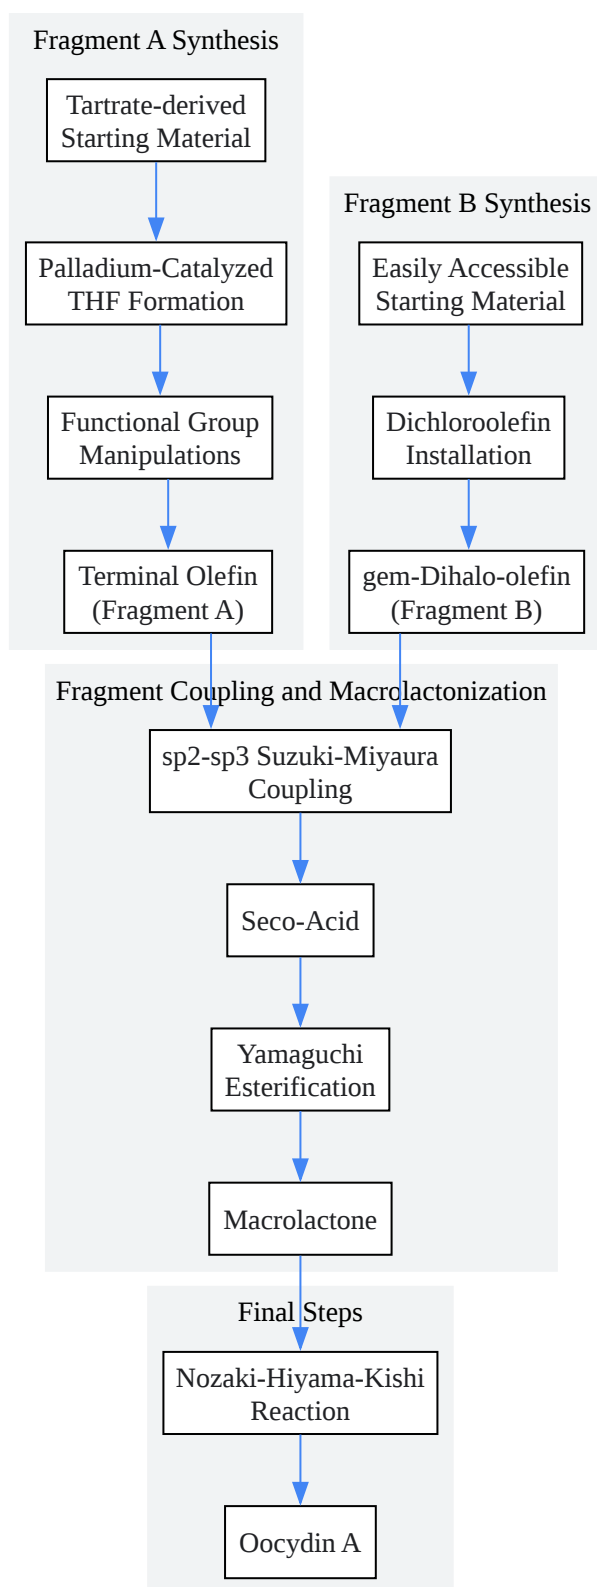 Fragment A Synthesis
Tartrate-derived
Starting Material
Palladium-Catalyzed
THF Formation
Functional Group
Manipulations
Terminal Olefin
(Fragment A)
Fragment B Synthesis
Easily Accessible
Starting Material
Dichloroolefin
Installation
gem-Dihalo-olefin
(Fragment B)
Fragment Coupling and Macrolactonization
sp2-sp3 Suzuki-Miyaura
Coupling
Seco-Acid
Yamaguchi
Esterification
Macrolactone
Final Steps
Nozaki-Hiyama-Kishi
Reaction
Oocydin A